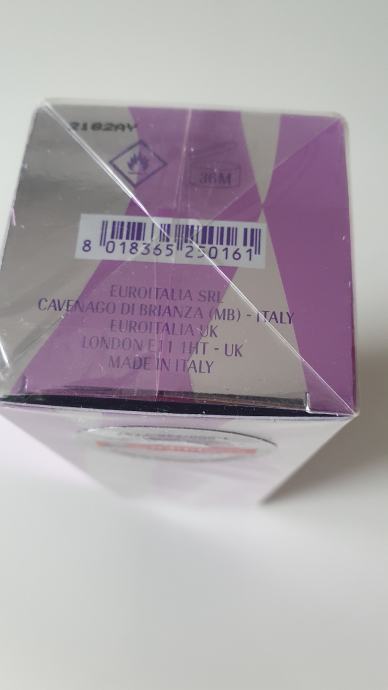 2102AY
36M
8 018365 250161
EUROITALIA SRL
CAVENAGO DI BRIANZA (MB) - ITALY
EUROITALIA UK
LONDON E11 1HT - UK
MADE IN ITALY